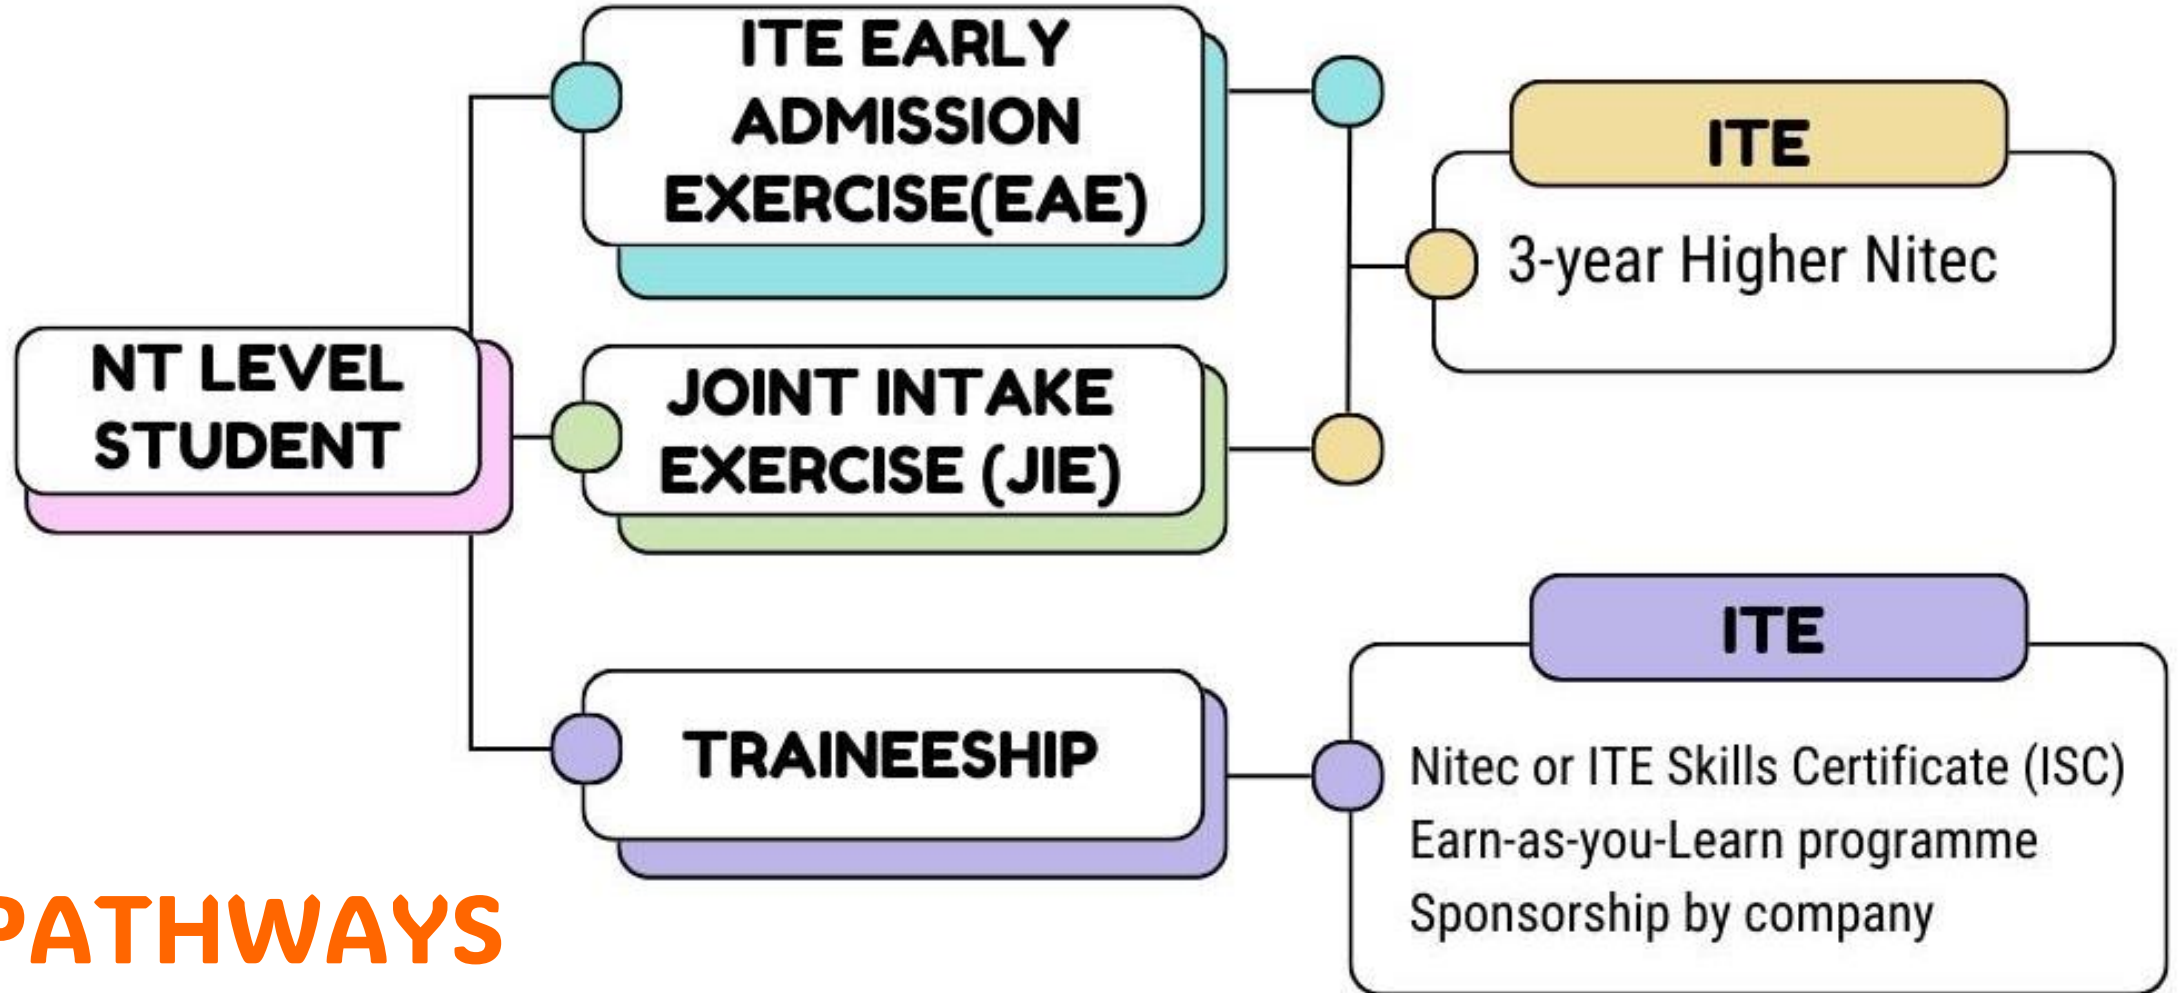 ITE EARLY
ADMISSION
EXERCISE(EAE)
ITE
3-year Higher Nitec
NT LEVEL
STUDENT
JOINT INTAKE
EXERCISE (JIE)
ITE
TRAINEESHIP
Nitec or ITE Skills Certificate (ISC)
Earn-as-you-Learn programme
Sponsorship by company
PATHWAYS